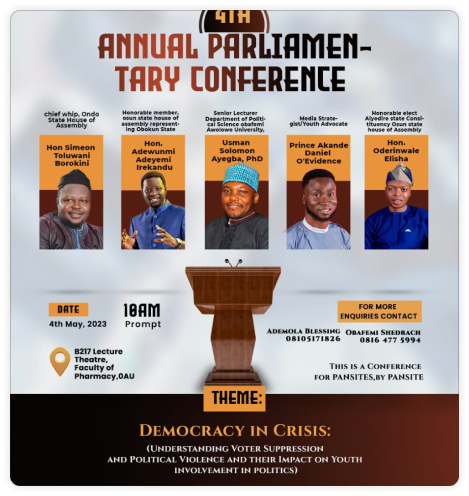 4TH
ANNUAL PARLIAMEN-
TARY CONFERENCE
chief whip, Ondo
State House of
Assembly
Honorable member,
osun state house of
assembly represent-
ing Obokun State
Senior Lecturer
Department of Politi-
cal Science obafemi
Awolowo University,
Media Strate-
gist/Youth Advocate
Honorable elect
Aiyedire state Consi-
tituency Osun state
house of Assembly
Hon Simeon
Toluwani
Borokini
Hon.
Adewunmi
Adeyemi
Irekandu
Usman
Solomon
Ayegba, PhD
Prince Akande
Daniel
O'Evidence
Hon.
Oderinwale
Elisha
DATE
4th May, 2023
10AM
Prompt
FOR MORE
ENQUIRIES CONTACT
Ademola Blessing
08105171826
Obafemi Shedrach
0816 477 5994
B217 Lecture
Theatre,
Faculty of
Pharmacy,OAU
This is a Conference
for PANSITES,by PANSITE
THEME:
Democracy in Crisis:
(Understanding Voter Suppression
and Political Violence and their Impact on Youth
involvement in politics)